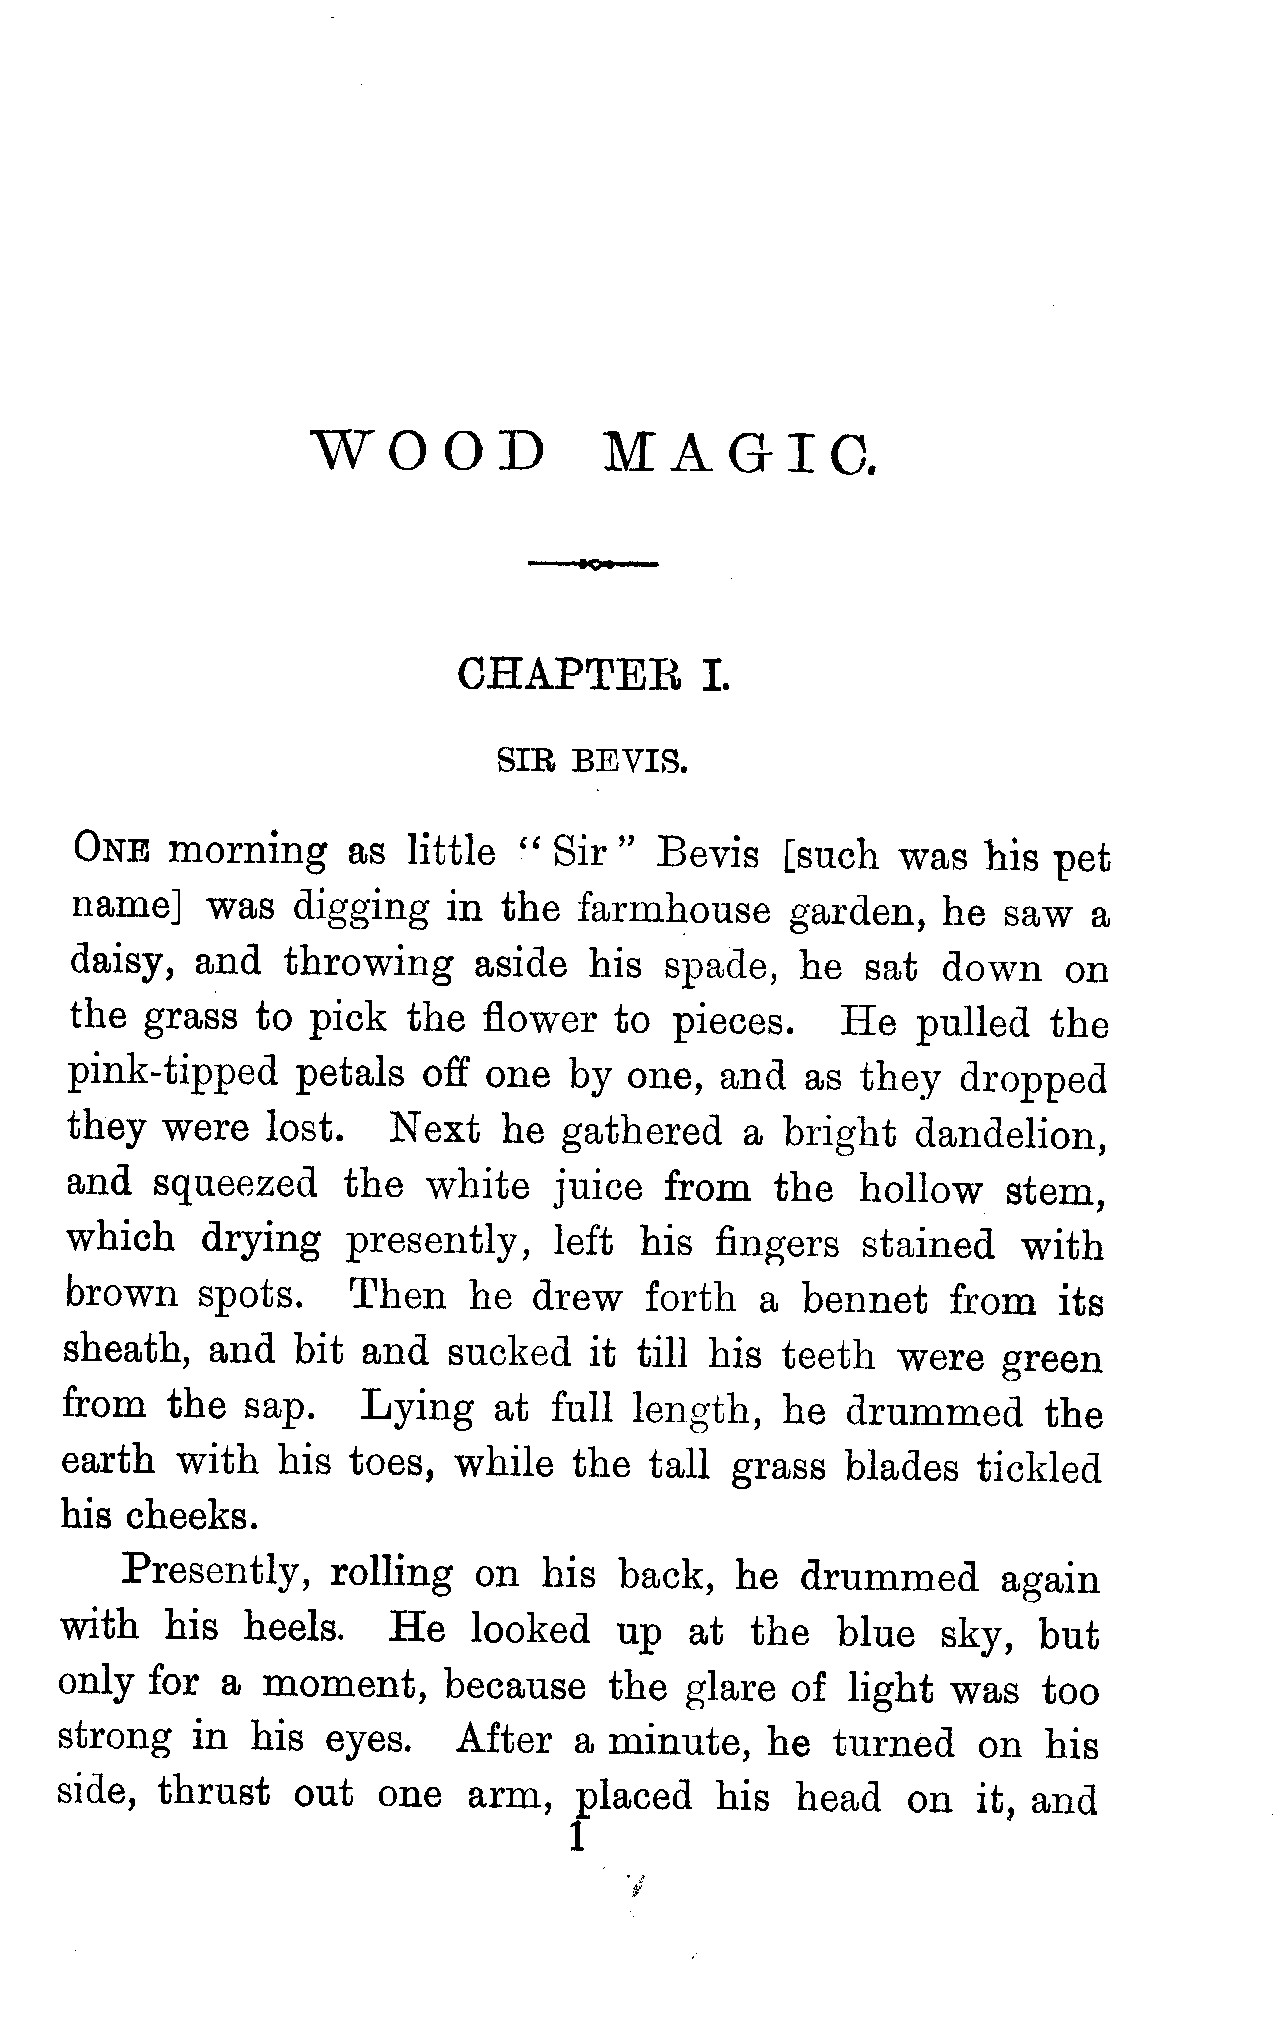 WOOD MAGIC.
CHAPTER I.
SIR BEVIS.
ONE morning as little “ Sir ” Bevis [such was his pet
name] was digging in the farmhouse garden, he saw a
daisy, and throwing aside his spade, he sat down on
the grass to pick the flower to pieces. He pulled the
pink-tipped petals off one by one, and as they dropped
they were lost. Next he gathered a bright dandelion,
and squeezed the white juice from the hollow stem,
which drying presently, left his fingers stained with
brown spots. Then he drew forth a bennet from its
sheath, and bit and sucked it till his teeth were green
from the sap. Lying at full length, he drummed the
earth with his toes, while the tall grass blades tickled
his cheeks.
Presently, rolling on his back, he drummed again
with his heels. He looked up at the blue sky, but
only for a moment, because the glare of light was too
strong in his eyes. After a minute, he turned on his
side, thrust out one arm, placed his head on it, and
1